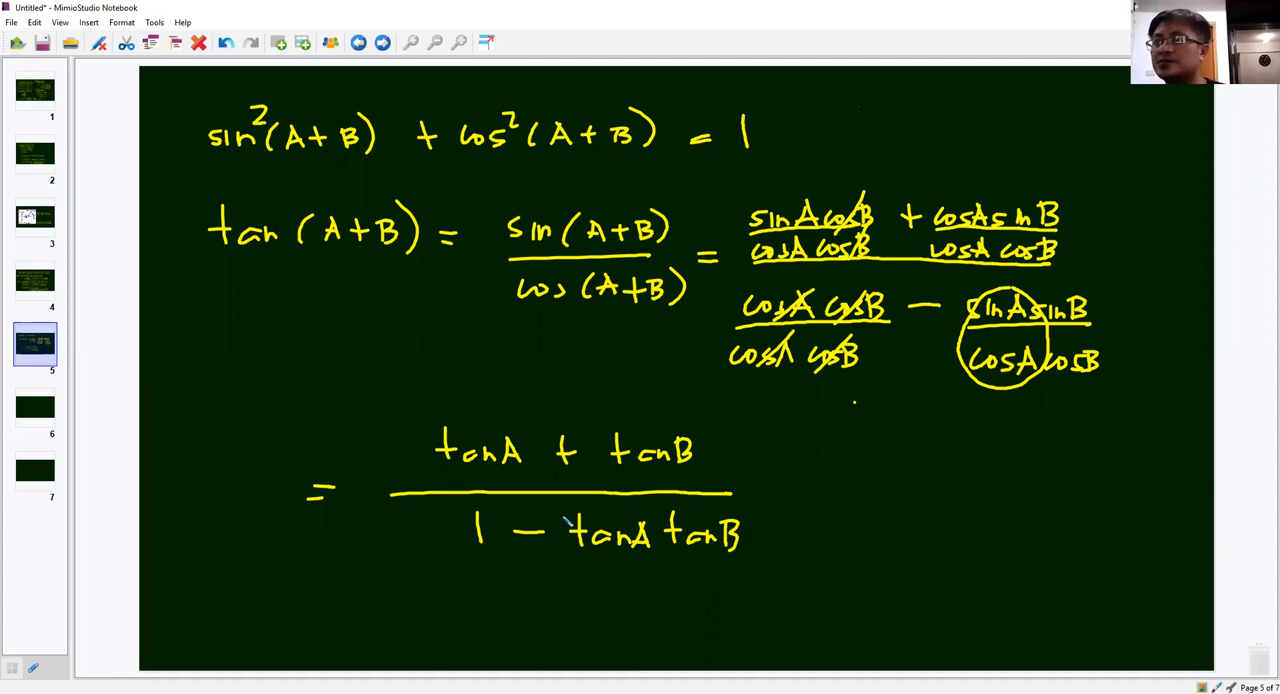 Untitled* - MimioStudio Notebook
File Edit View Insert Format Tools Help
1
2
3
4
5
6
7
sin²(A+B) + cos²(A+B) = 1
tan (A+B) = sin(A+B) / cos(A+B) = (sinA cosB / cosA cosB + cosA sinB / cosA cosB) / (cosA cosB / cosA cosB − sinA sinB / cosA cosB)
= (tanA + tanB) / (1 − tanA tanB)
Page 5 of 7